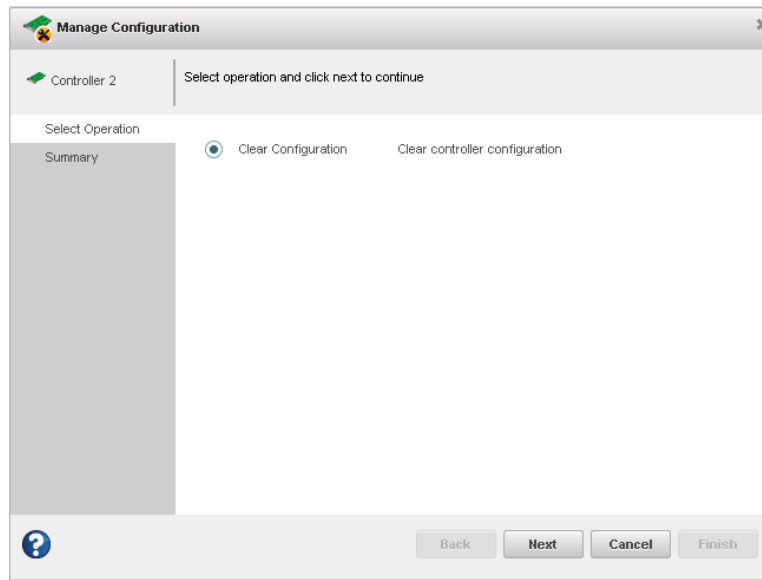 Manage Configuration
Controller 2
Select operation and click next to continue
Select Operation
Summary
Clear Configuration Clear controller configuration
?
Back Next Cancel Finish